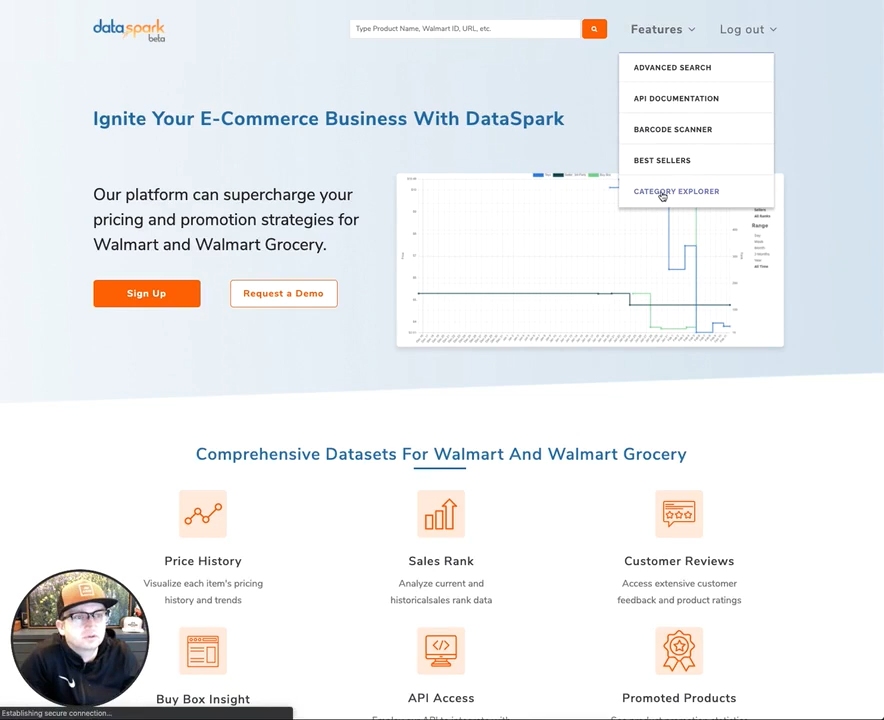 dataspark
beta
Type Product Name, Walmart ID, URL, etc.
Features
Log out
ADVANCED SEARCH
API DOCUMENTATION
BARCODE SCANNER
BEST SELLERS
CATEGORY EXPLORER
Ignite Your E-Commerce Business With DataSpark
Our platform can supercharge your
pricing and promotion strategies for
Walmart and Walmart Grocery.
Sign Up
Request a Demo
Range
All Time
Comprehensive Datasets For Walmart And Walmart Grocery
Price History
Visualize each item's pricing
history and trends
Sales Rank
Analyze current and
historicalsales rank data
Customer Reviews
Access extensive customer
feedback and product ratings
Buy Box Insight
API Access
Promoted Products
Establishing secure connection...